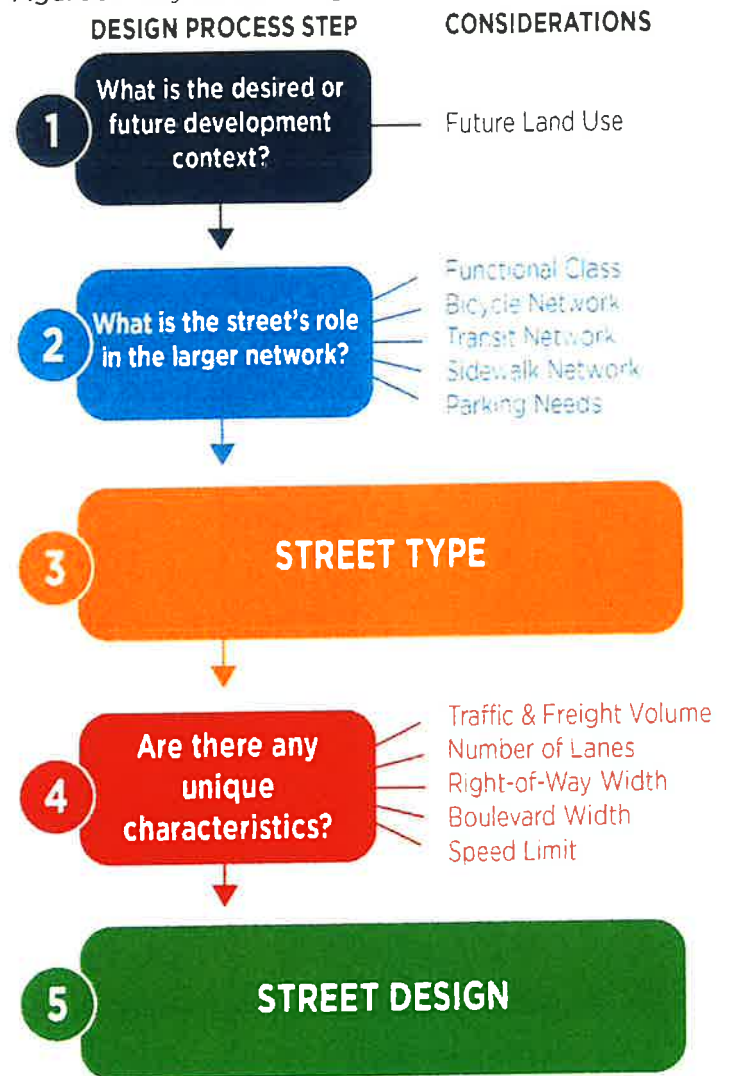 DESIGN PROCESS STEP
CONSIDERATIONS
1
What is the desired or
future development
context?
Future Land Use
2
What is the street's role
in the larger network?
Functional Class
Bicycle Network
Transit Network
Sidewalk Network
Parking Needs
3
STREET TYPE
4
Are there any
unique
characteristics?
Traffic & Freight Volume
Number of Lanes
Right-of-Way Width
Boulevard Width
Speed Limit
5
STREET DESIGN